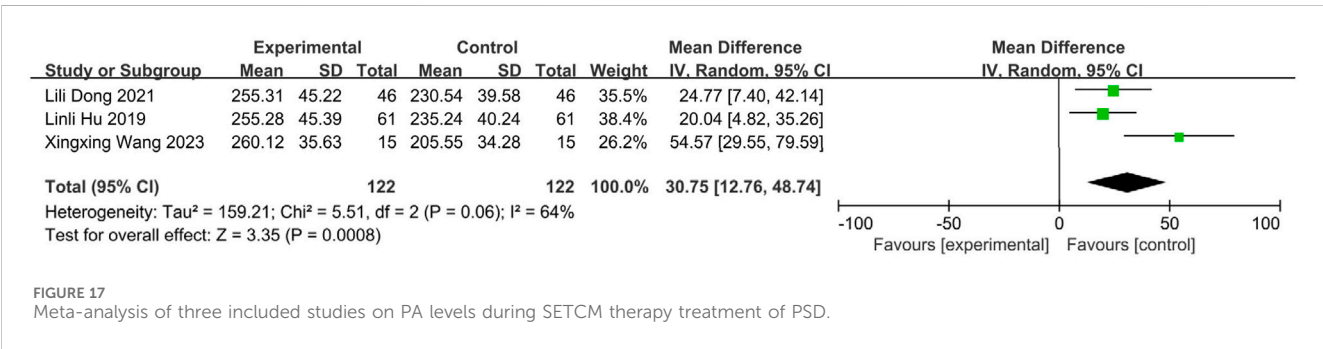 Experimental Control Mean Difference Mean Difference
Study or Subgroup Mean SD Total Mean SD Total Weight IV, Random, 95% CI IV, Random, 95% CI
Lili Dong 2021 255.31 45.22 46 230.54 39.58 46 35.5% 24.77 [7.40, 42.14]
Linli Hu 2019 255.28 45.39 61 235.24 40.24 61 38.4% 20.04 [4.82, 35.26]
Xingxing Wang 2023 260.12 35.63 15 205.55 34.28 15 26.2% 54.57 [29.55, 79.59]
Total (95% CI) 122 122 100.0% 30.75 [12.76, 48.74]
Heterogeneity: Tau² = 159.21; Chi² = 5.51, df = 2 (P = 0.06); I² = 64%
Test for overall effect: Z = 3.35 (P = 0.0008)
-100 -50 0 50 100
Favours [experimental] Favours [control]
FIGURE 17
Meta-analysis of three included studies on PA levels during SETCM therapy treatment of PSD.